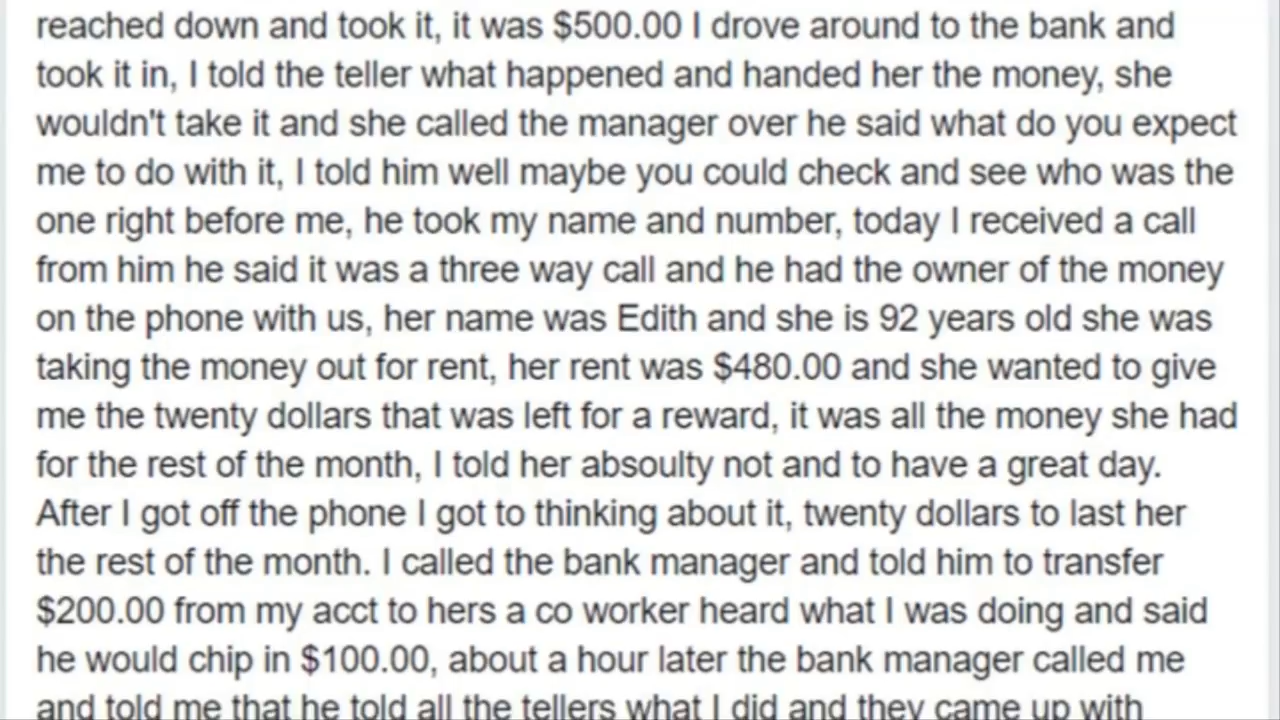 reached down and took it, it was $500.00 I drove around to the bank and
took it in, I told the teller what happened and handed her the money, she
wouldn't take it and she called the manager over he said what do you expect
me to do with it, I told him well maybe you could check and see who was the
one right before me, he took my name and number, today I received a call
from him he said it was a three way call and he had the owner of the money
on the phone with us, her name was Edith and she is 92 years old she was
taking the money out for rent, her rent was $480.00 and she wanted to give
me the twenty dollars that was left for a reward, it was all the money she had
for the rest of the month, I told her absoulty not and to have a great day.
After I got off the phone I got to thinking about it, twenty dollars to last her
the rest of the month. I called the bank manager and told him to transfer
$200.00 from my acct to hers a co worker heard what I was doing and said
he would chip in $100.00, about a hour later the bank manager called me
and told me that he told all the tellers what I did and they came up with